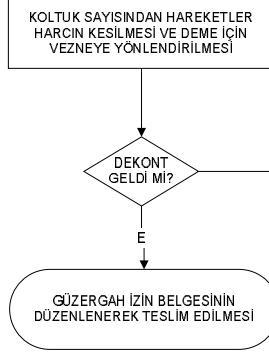 KOLTUK SAYISINDAN HAREKETLER
HARCIN KESİLMESİ VE DEME İÇİN
VEZNEYE YÖNLENDİRİLMESİ
DEKONT
GELDİ Mİ?
E
GÜZERGAH İZİN BELGESİNİN
DÜZENLENEREK TESLİM EDİLMESİ